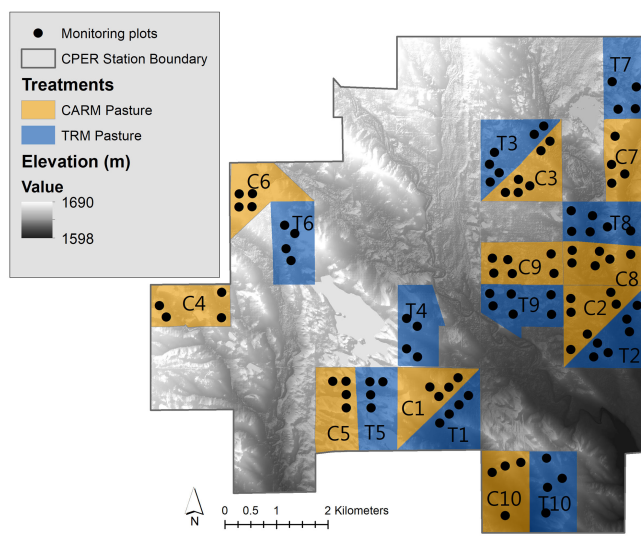 Monitoring plots
CPER Station Boundary
Treatments
CARM Pasture
TRM Pasture
Elevation (m)
Value
1690
1598
T7
T3
C7
C3
C6
T8
T6
C9
C8
C4
T4
T9
C2
T2
C1
C5
T5
T1
C10
T10
N
0 0.5 1 2 Kilometers